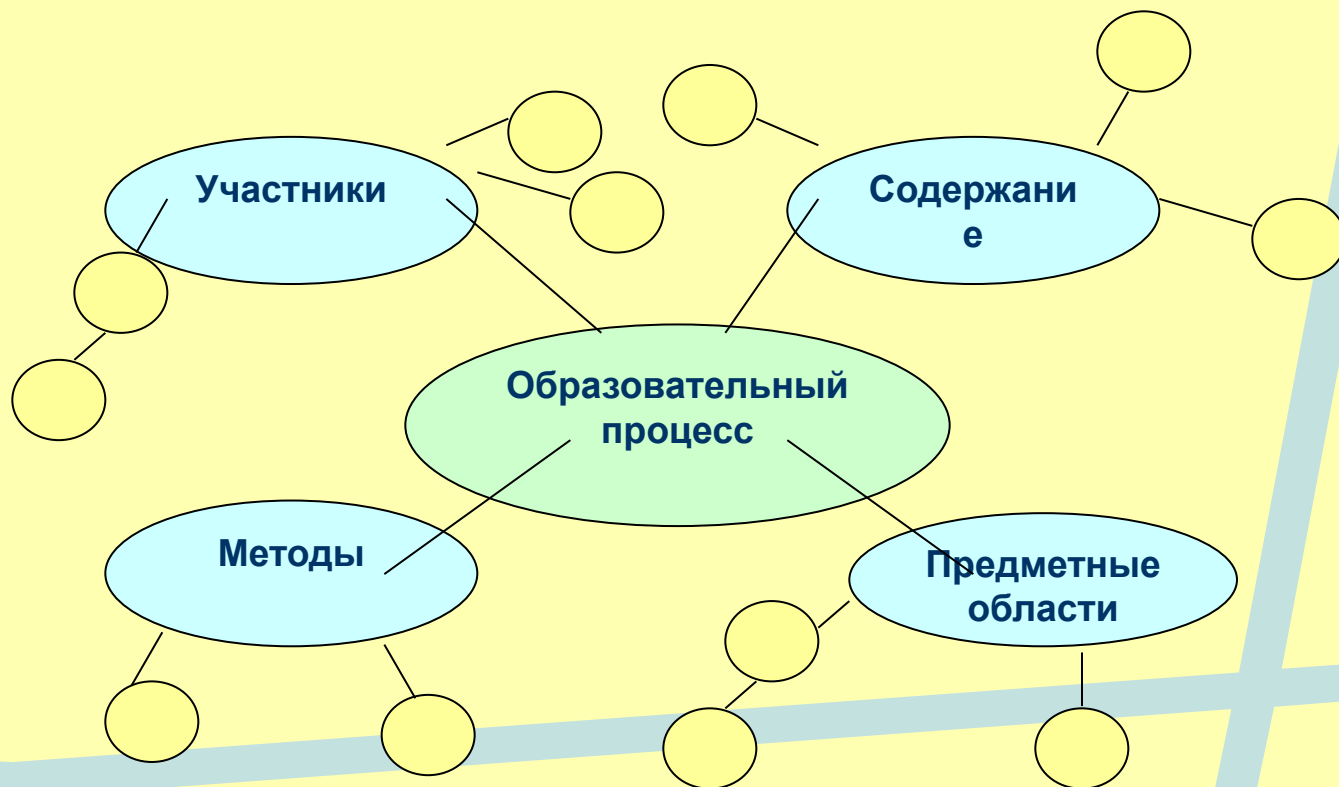 Участники
Содержани
е
Образовательный
процесс
Методы
Предметные
области